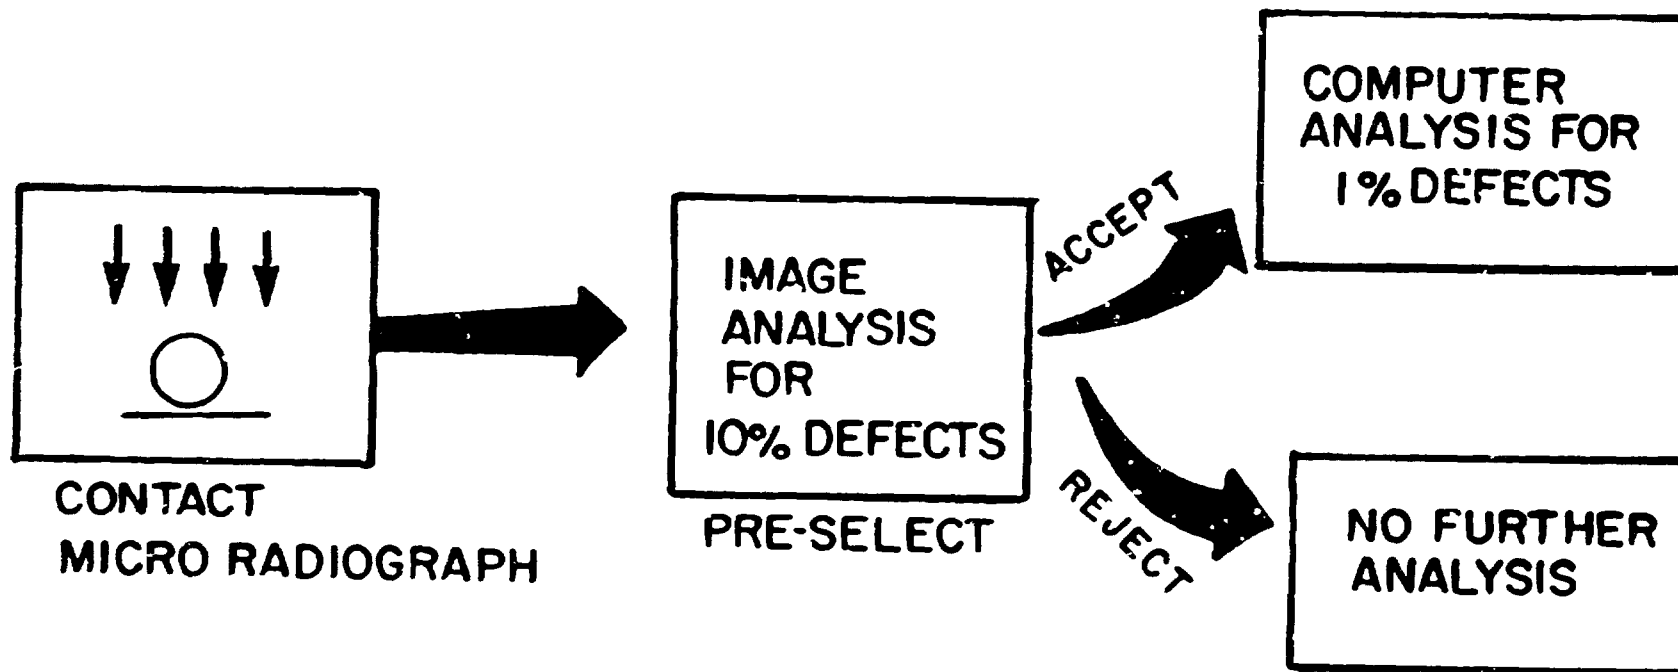 CONTACT
MICRO RADIOGRAPH
IMAGE
ANALYSIS
FOR
10% DEFECTS
PRE-SELECT
ACCEPT
COMPUTER
ANALYSIS FOR
1% DEFECTS
REJECT
NO FURTHER
ANALYSIS